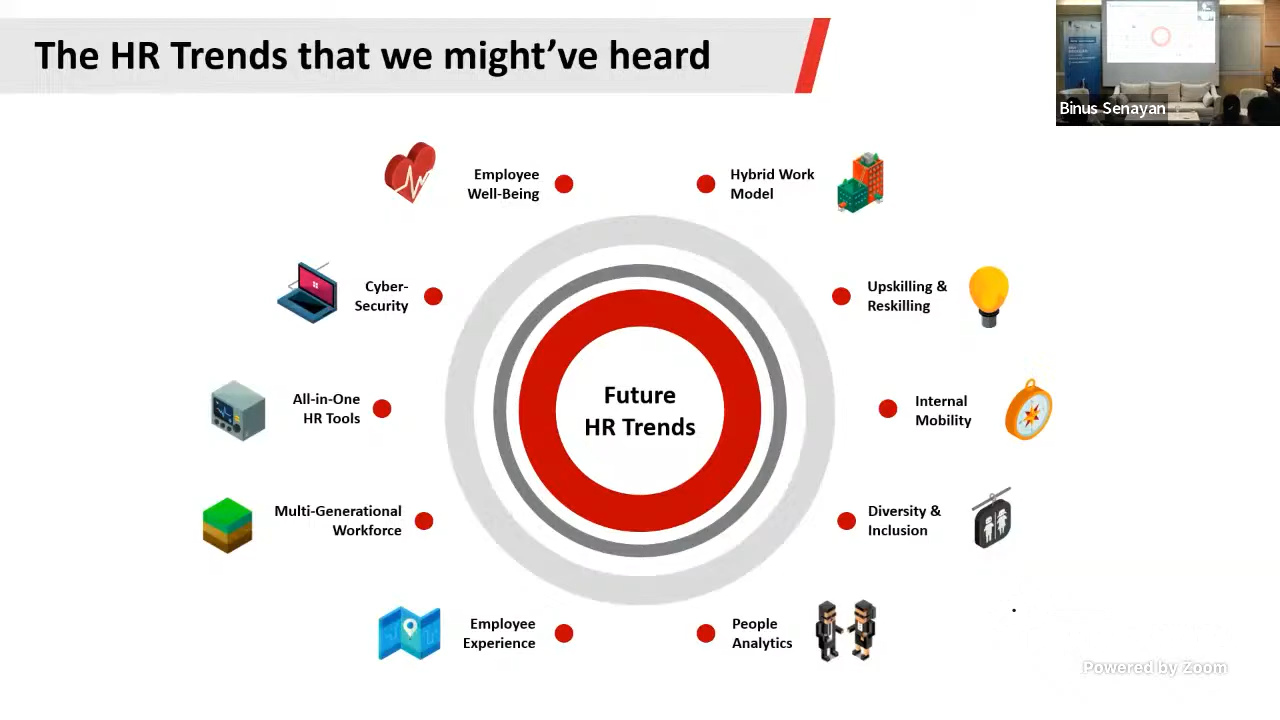 The HR Trends that we might’ve heard
Binus Senayan
Employee
Well-Being
Hybrid Work
Model
Cyber-
Security
Upskilling &
Reskilling
All-in-One
HR Tools
Internal
Mobility
Future
HR Trends
Multi-Generational
Workforce
Diversity &
Inclusion
Employee
Experience
People
Analytics
Powered by Zoom